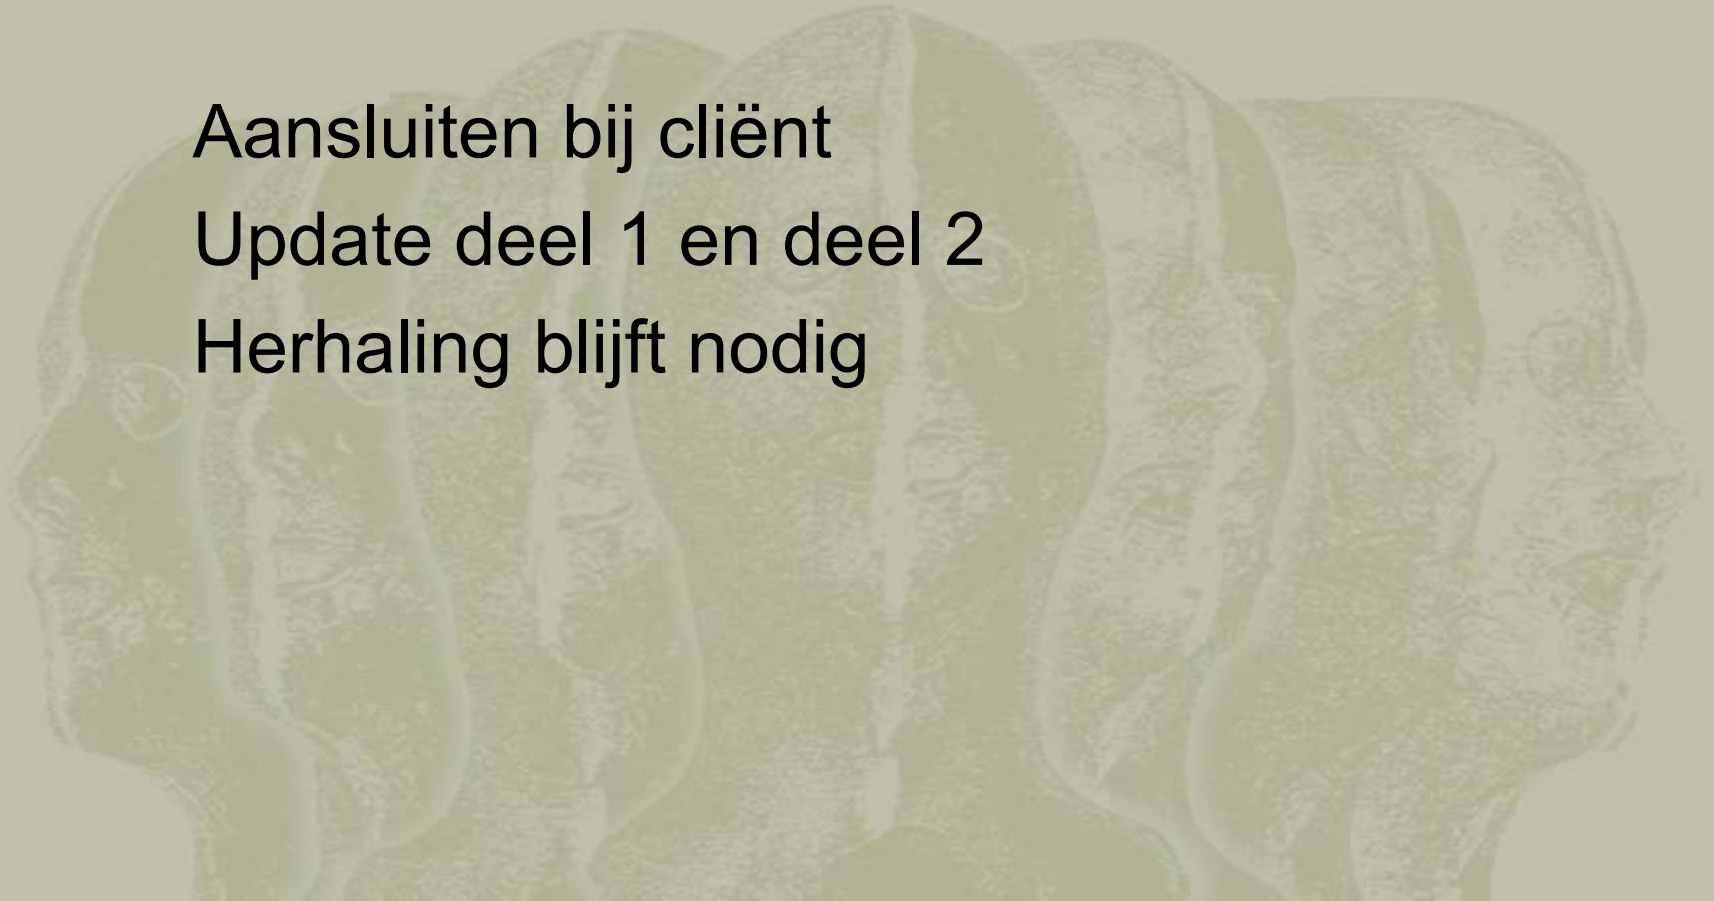 Aansluiten bij cliënt
Update deel 1 en deel 2
Herhaling blijft nodig